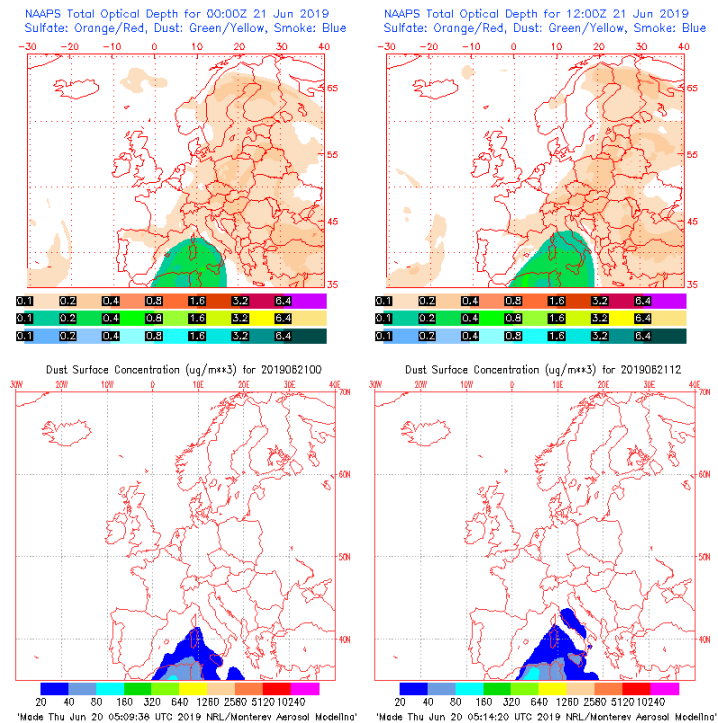 NAAPS Total Optical Depth for 00:00Z 21 Jun 2019
Sulfate: Orange/Red, Dust: Green/Yellow, Smoke: Blue
-30 -20 -10 0 10 20 30 40
65
55
45
35
0.1 0.2 0.4 0.8 1.6 3.2 6.4
0.1 0.2 0.4 0.8 1.6 3.2 6.4
0.1 0.2 0.4 0.8 1.6 3.2 6.4
NAAPS Total Optical Depth for 12:00Z 21 Jun 2019
Sulfate: Orange/Red, Dust: Green/Yellow, Smoke: Blue
-30 -20 -10 0 10 20 30 40
65
55
45
35
0.1 0.2 0.4 0.8 1.6 3.2 6.4
0.1 0.2 0.4 0.8 1.6 3.2 6.4
0.1 0.2 0.4 0.8 1.6 3.2 6.4
Dust Surface Concentration (ug/m**3) for 2019062100
30W 20W 10W 0 10E 20E 30E 40E
70N
60N
50N
40N
20 40 80 160 320 640 1280 2560 5120 10240
'Made Thu Jun 20 05:09:36 UTC 2019 NRL/Monterey Aerosol Modeling'
Dust Surface Concentration (ug/m**3) for 2019062112
30W 20W 10W 0 10E 20E 30E 40E
70N
60N
50N
40N
20 40 80 160 320 640 1280 2560 5120 10240
'Made Thu Jun 20 05:14:20 UTC 2019 NRL/Monterey Aerosol Modeling'